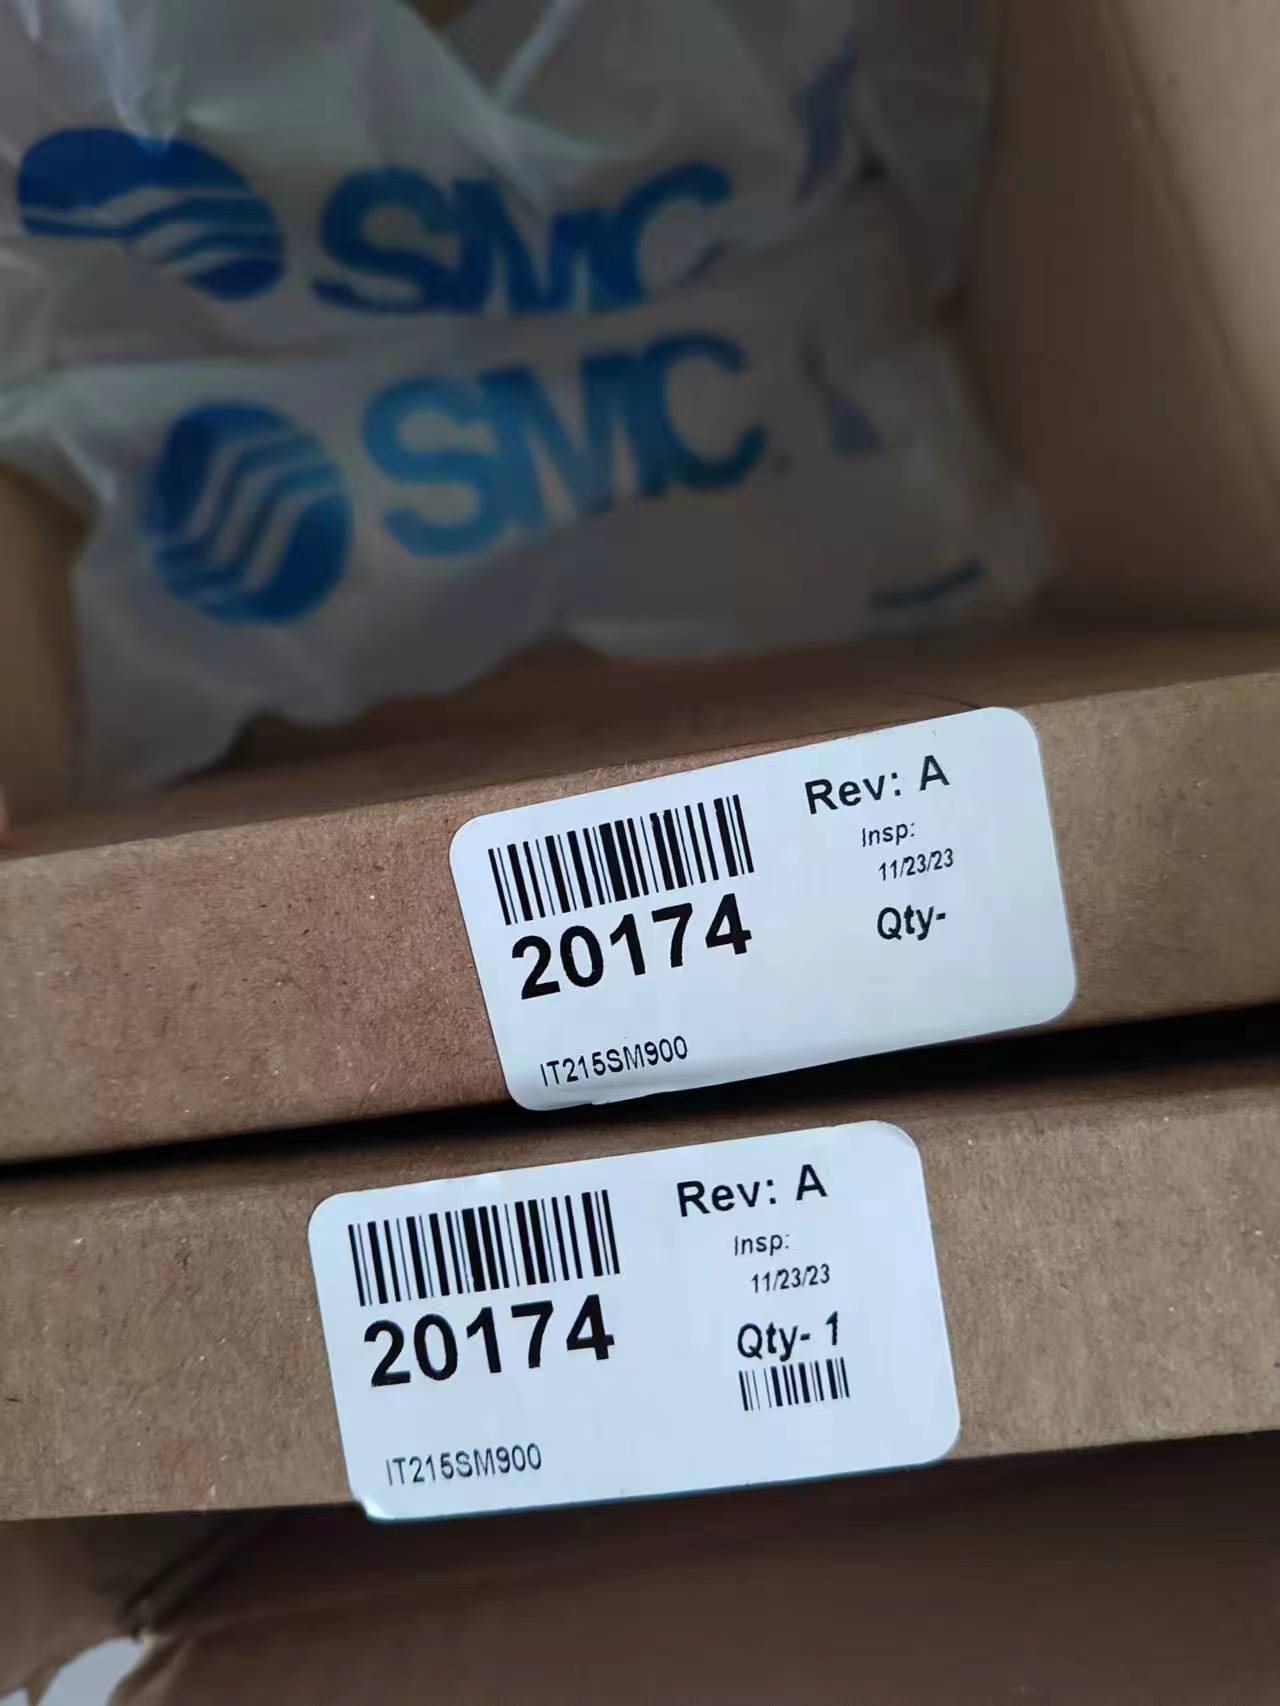 SMC
SMC
Rev: A
Insp:
11/23/23
20174
Qty-
IT215SM900
Rev: A
Insp:
11/23/23
20174
Qty- 1
IT215SM900